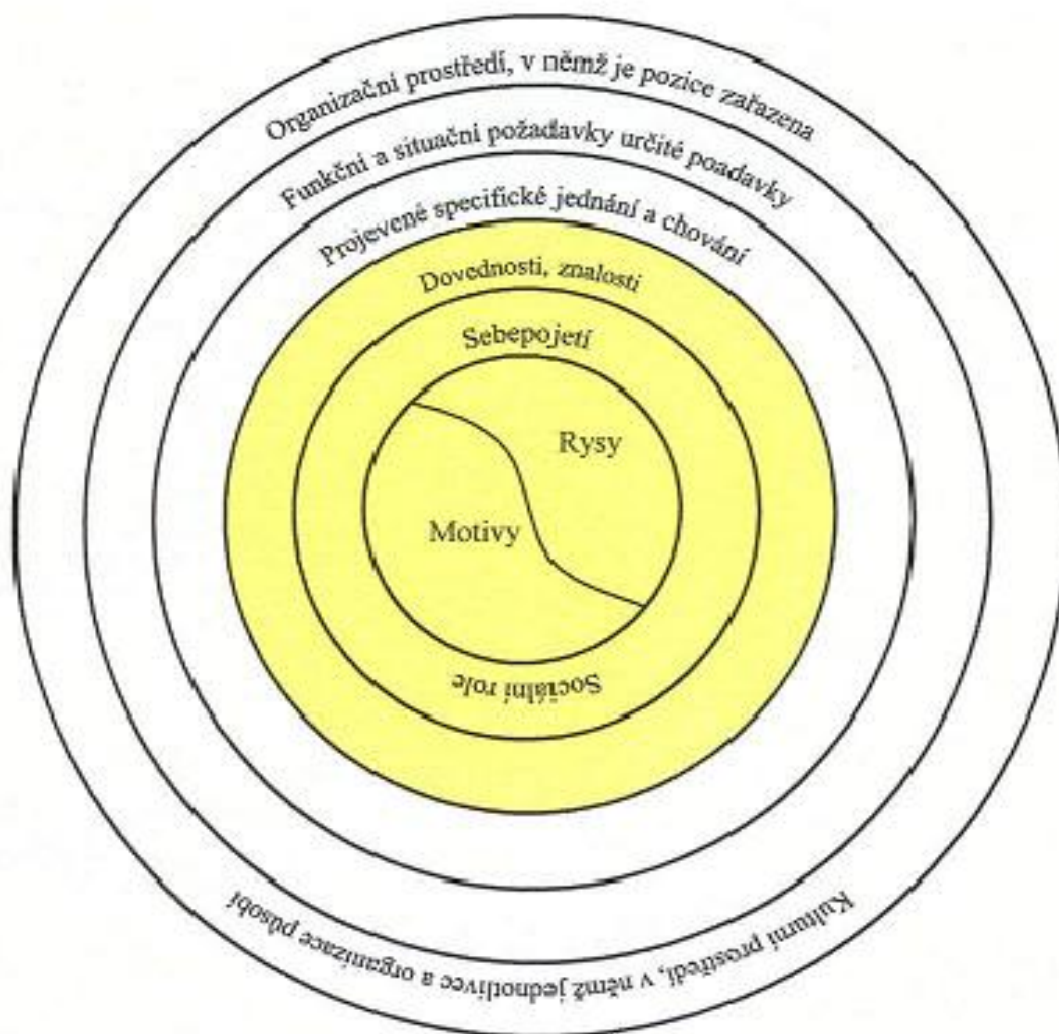 Organizační prostředí, v němž je pozice zařazena
Funkční a situační požadavky určité poadavky
Projevené specifické jednání a chování
Dovednosti, znalosti
Sebepojetí
Rysy
Motivy
Sociální role
Kulturní prostředí, v němž jednotlivec a organizace působí